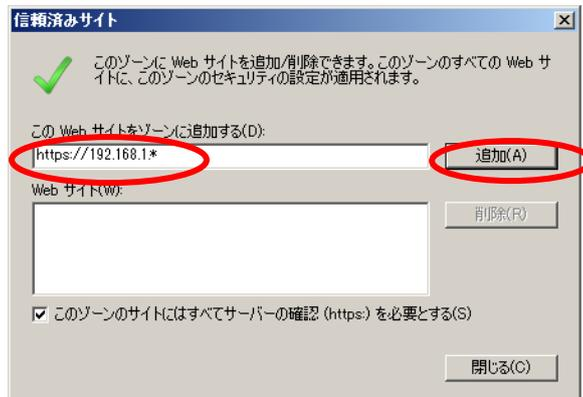 信頼済みサイト
このゾーンに Web サイトを追加/削除できます。このゾーンのすべての Web サ
イトに、このゾーンのセキュリティの設定が適用されます。
この Web サイトをゾーンに追加する(D):
https://192.168.1.*
追加(A)
Web サイト(W):
削除(R)
このゾーンのサイトにはすべてサーバーの確認 (https:) を必要とする(S)
閉じる(C)